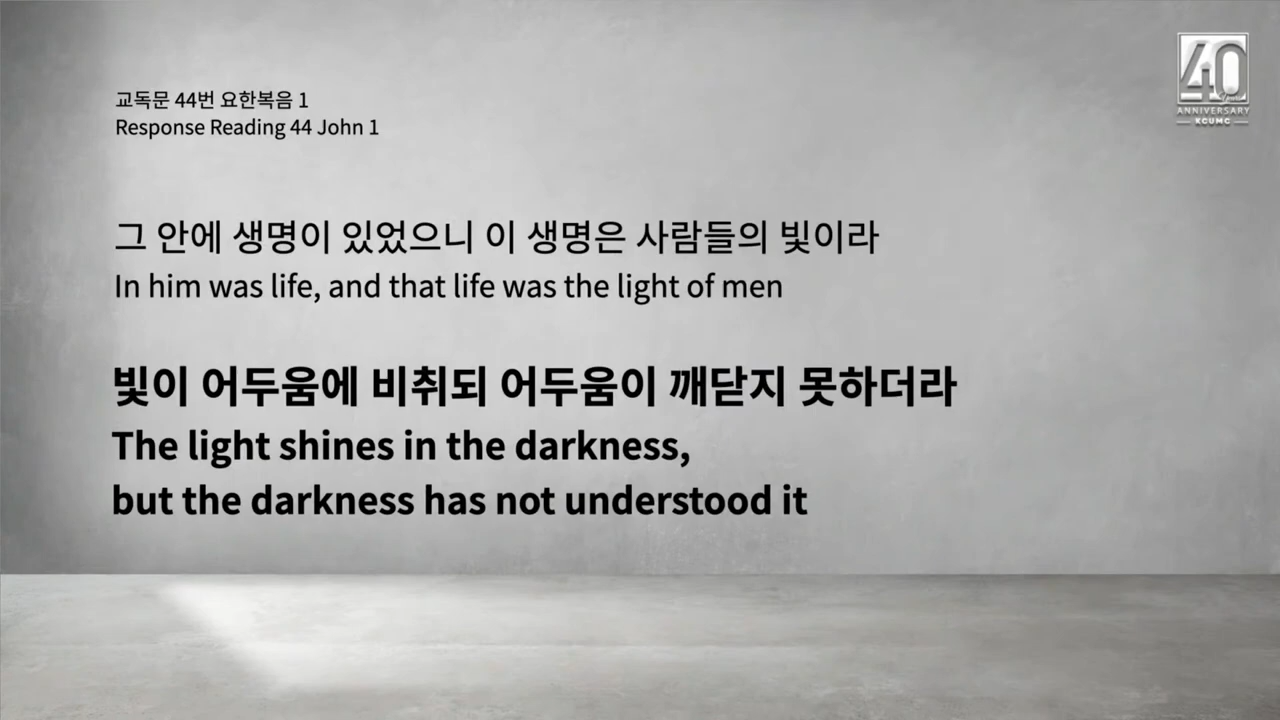 교독문 44번 요한복음 1
Response Reading 44 John 1
40
ANNIVERSARY
KCUMC
그 안에 생명이 있었으니 이 생명은 사람들의 빛이라
In him was life, and that life was the light of men
빛이 어두움에 비취되 어두움이 깨닫지 못하더라
The light shines in the darkness,
but the darkness has not understood it